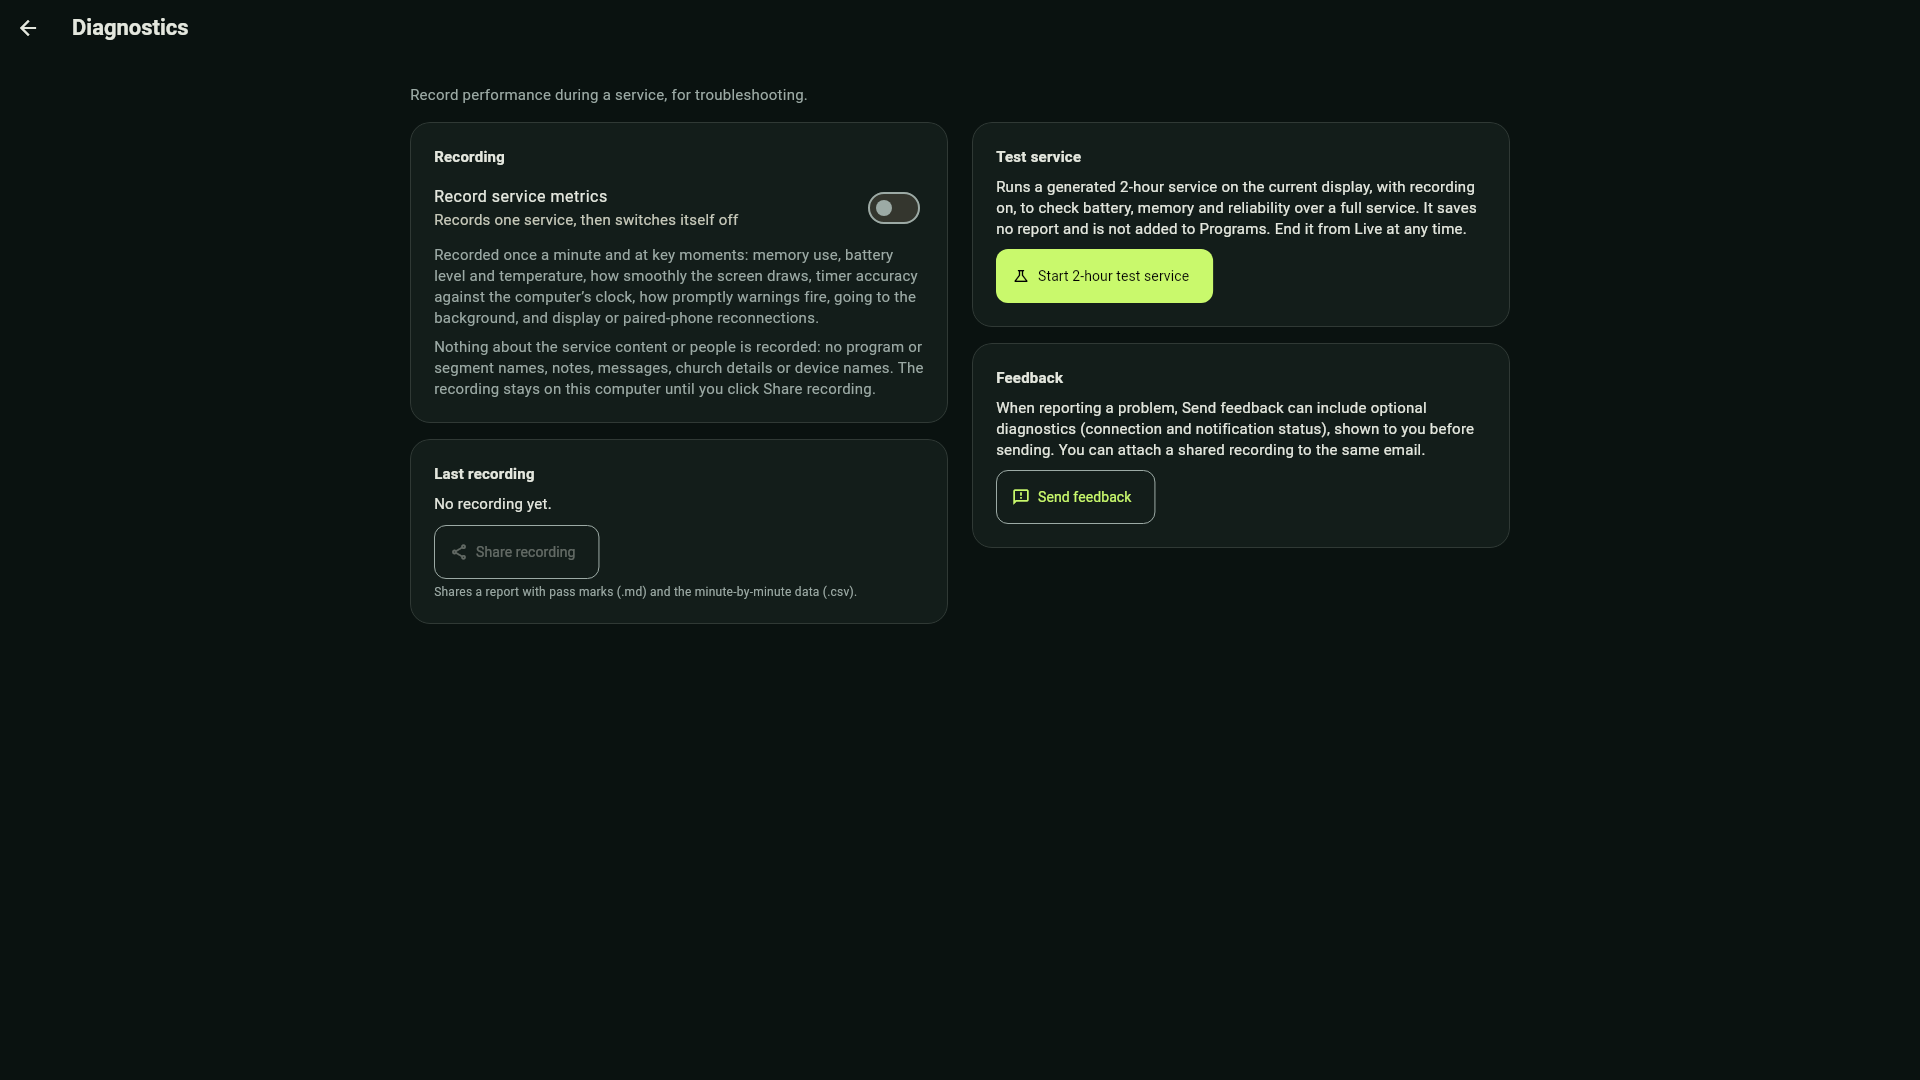 Diagnostics
Record performance during a service, for troubleshooting.
Recording
Record service metrics
Records one service, then switches itself off
Recorded once a minute and at key moments: memory use, battery
level and temperature, how smoothly the screen draws, timer accuracy
against the computer’s clock, how promptly warnings fire, going to the
background, and display or paired-phone reconnections.
Nothing about the service content or people is recorded: no program or
segment names, notes, messages, church details or device names. The
recording stays on this computer until you click Share recording.
Last recording
No recording yet.
Share recording
Shares a report with pass marks (.md) and the minute-by-minute data (.csv).
Test service
Runs a generated 2-hour service on the current display, with recording
on, to check battery, memory and reliability over a full service. It saves
no report and is not added to Programs. End it from Live at any time.
Start 2-hour test service
Feedback
When reporting a problem, Send feedback can include optional
diagnostics (connection and notification status), shown to you before
sending. You can attach a shared recording to the same email.
Send feedback